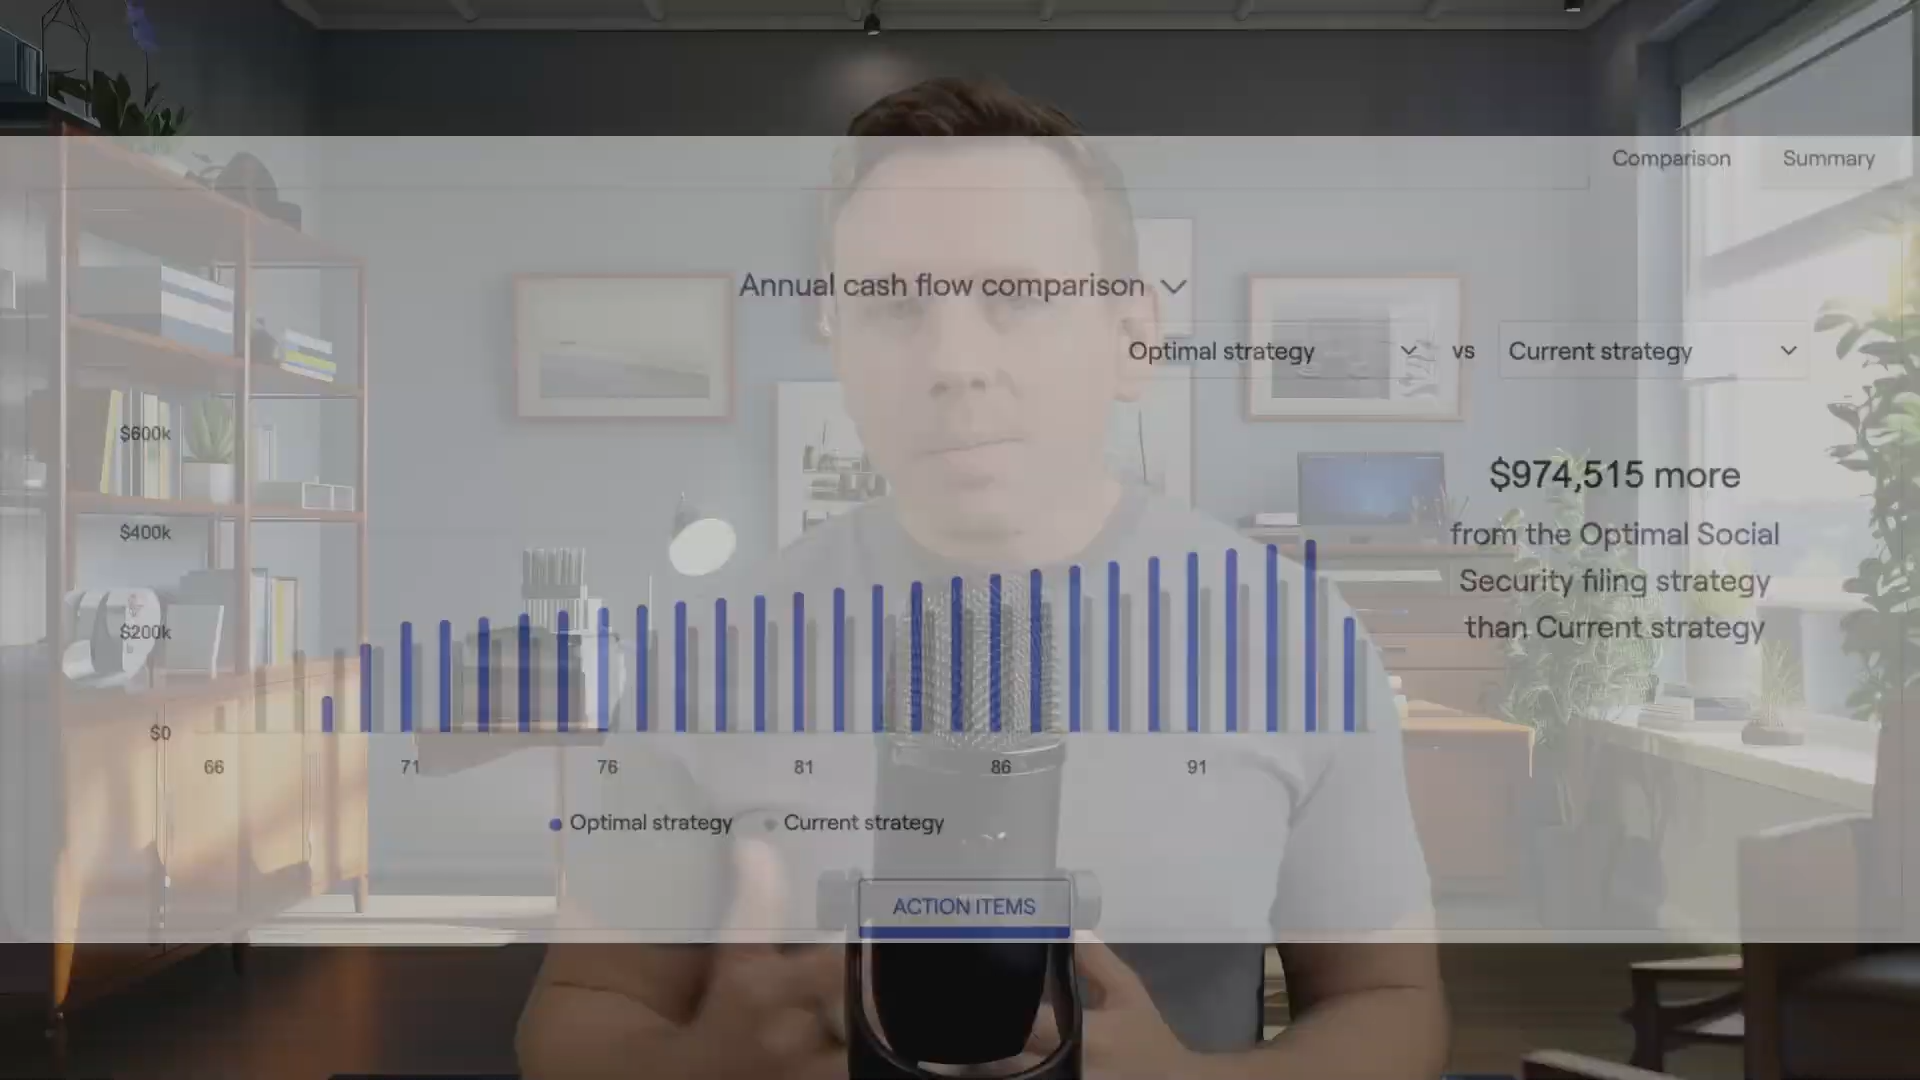 Comparison Summary
Annual cash flow comparison
Optimal strategy vs Current strategy
$600k
$400k
$200k
$0
$974,515 more
from the Optimal Social
Security filing strategy
than Current strategy
66 71 76 81 86 91
Optimal strategy Current strategy
ACTION ITEMS